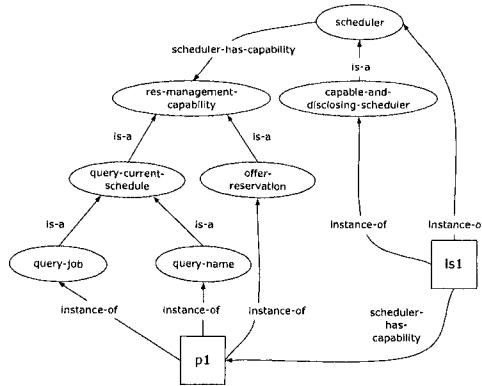 scheduler
scheduler-has-capability
is-a
res-management-
capability
capable-and-
disclosing-scheduler
is-a
is-a
query-current-
schedule
offer-
reservation
is-a
is-a
instance-of
instance-o
query-job
query-name
ls1
instance-of
instance-of
instance-of
scheduler-
has-
capability
p1